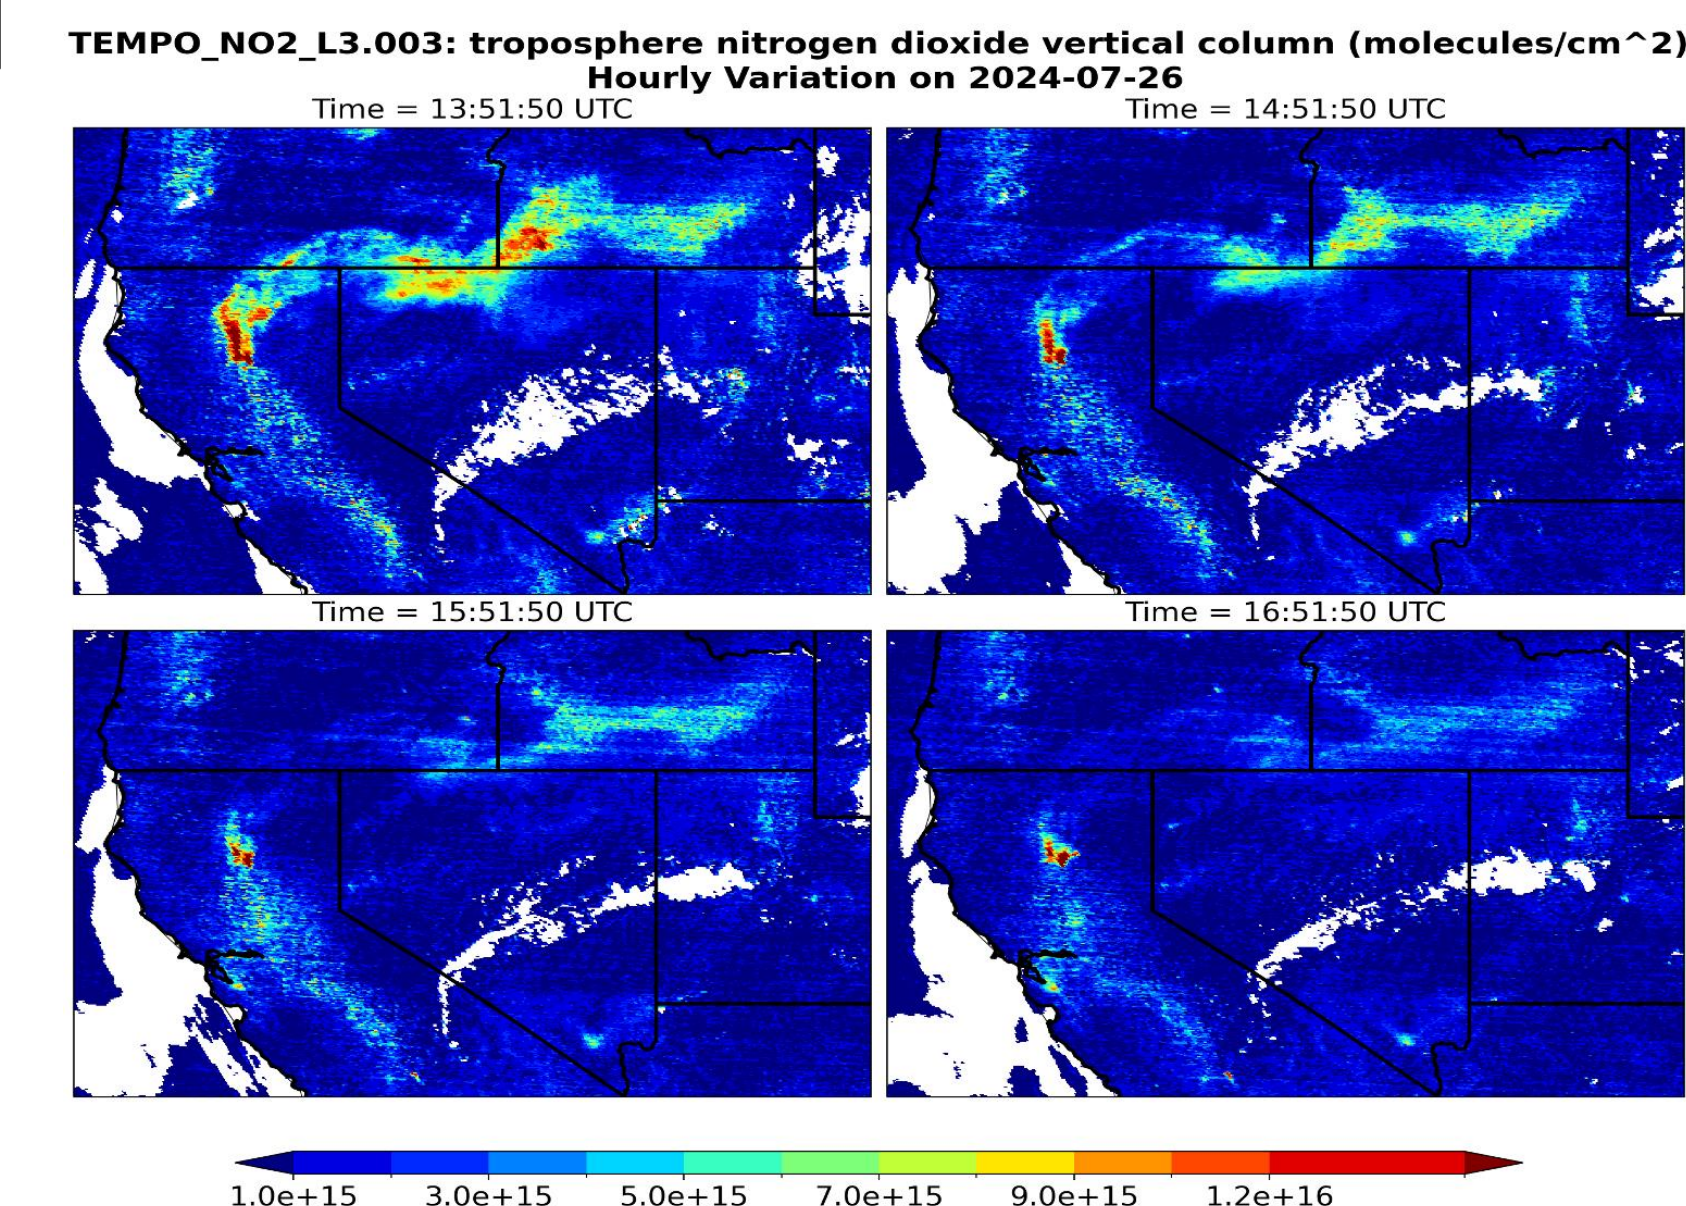 TEMPO_NO2_L3.003: troposphere nitrogen dioxide vertical column (molecules/cm^2)
Hourly Variation on 2024-07-26
Time = 13:51:50 UTC
Time = 14:51:50 UTC
Time = 15:51:50 UTC
Time = 16:51:50 UTC
1.0e+15 3.0e+15 5.0e+15 7.0e+15 9.0e+15 1.2e+16